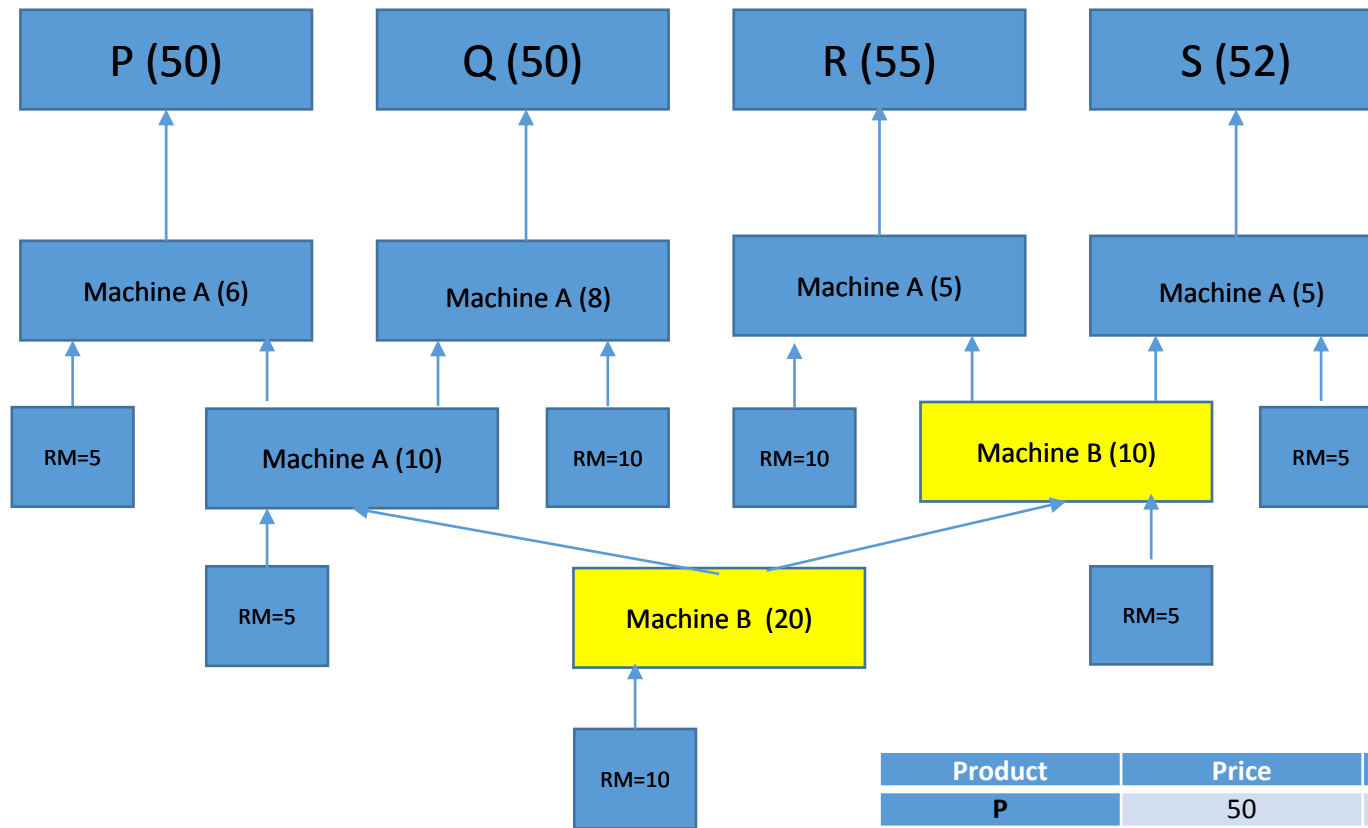 P (50)
Q (50)
R (55)
S (52)
Machine A (6)
Machine A (8)
Machine A (5)
Machine A (5)
RM=5
Machine A (10)
RM=10
RM=10
Machine B (10)
RM=5
RM=5
Machine B (20)
RM=5
RM=10
Product Price
P 50